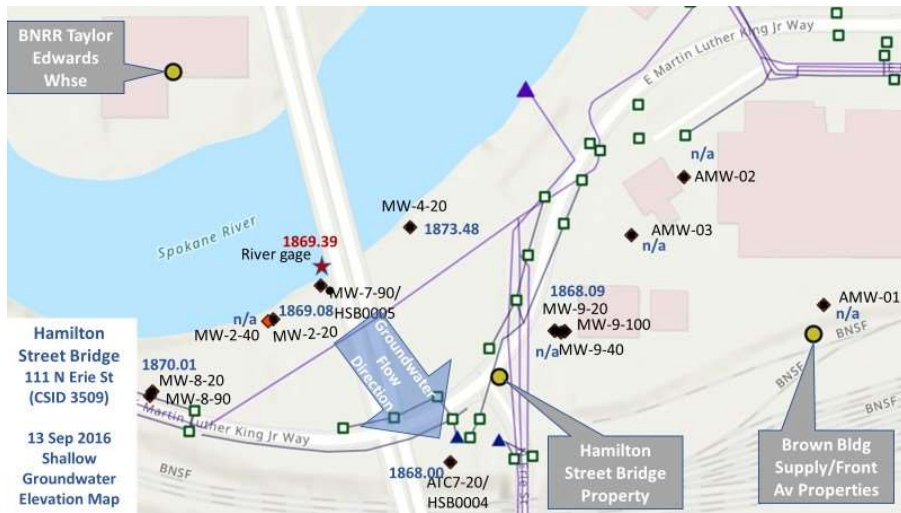 BNRR Taylor
Edwards
Whse
E Martin Luther King Jr Way
n/a
AMW-02
MW-4-20
1873.48
Spokane River
1869.39
River gage
AMW-03
n/a
MW-7-90/
HSB0005
n/a
1869.08
MW-2-40
MW-2-20
1868.09
MW-9-20
MW-9-100
n/a
MW-9-40
AMW-01
n/a
BNSF
BNSF
BNSF
Groundwater
Flow
Direction
Hamilton
Street Bridge
111 N Erie St
(CSID 3509)
13 Sep 2016
Shallow
Groundwater
Elevation Map
1870.01
MW-8-20
MW-8-90
Martin Luther King Jr Way
BNSF
1868.00
ATC7-20/
HSB0004
Hamilton
Street Bridge
Property
Brown Bldg
Supply/Front
Av Properties